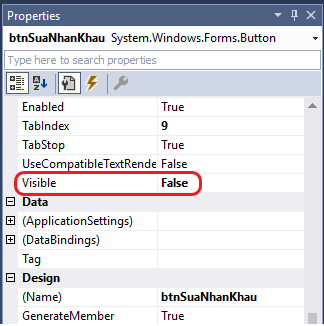 Properties
btnSuaNhanKhau System.Windows.Forms.Button
Type here to search properties
Enabled True
TabIndex 9
TabStop True
UseCompatibleTextRende False
Visible False
Data
(ApplicationSettings)
(DataBindings)
Tag
Design
(Name) btnSuaNhanKhau
GenerateMember True